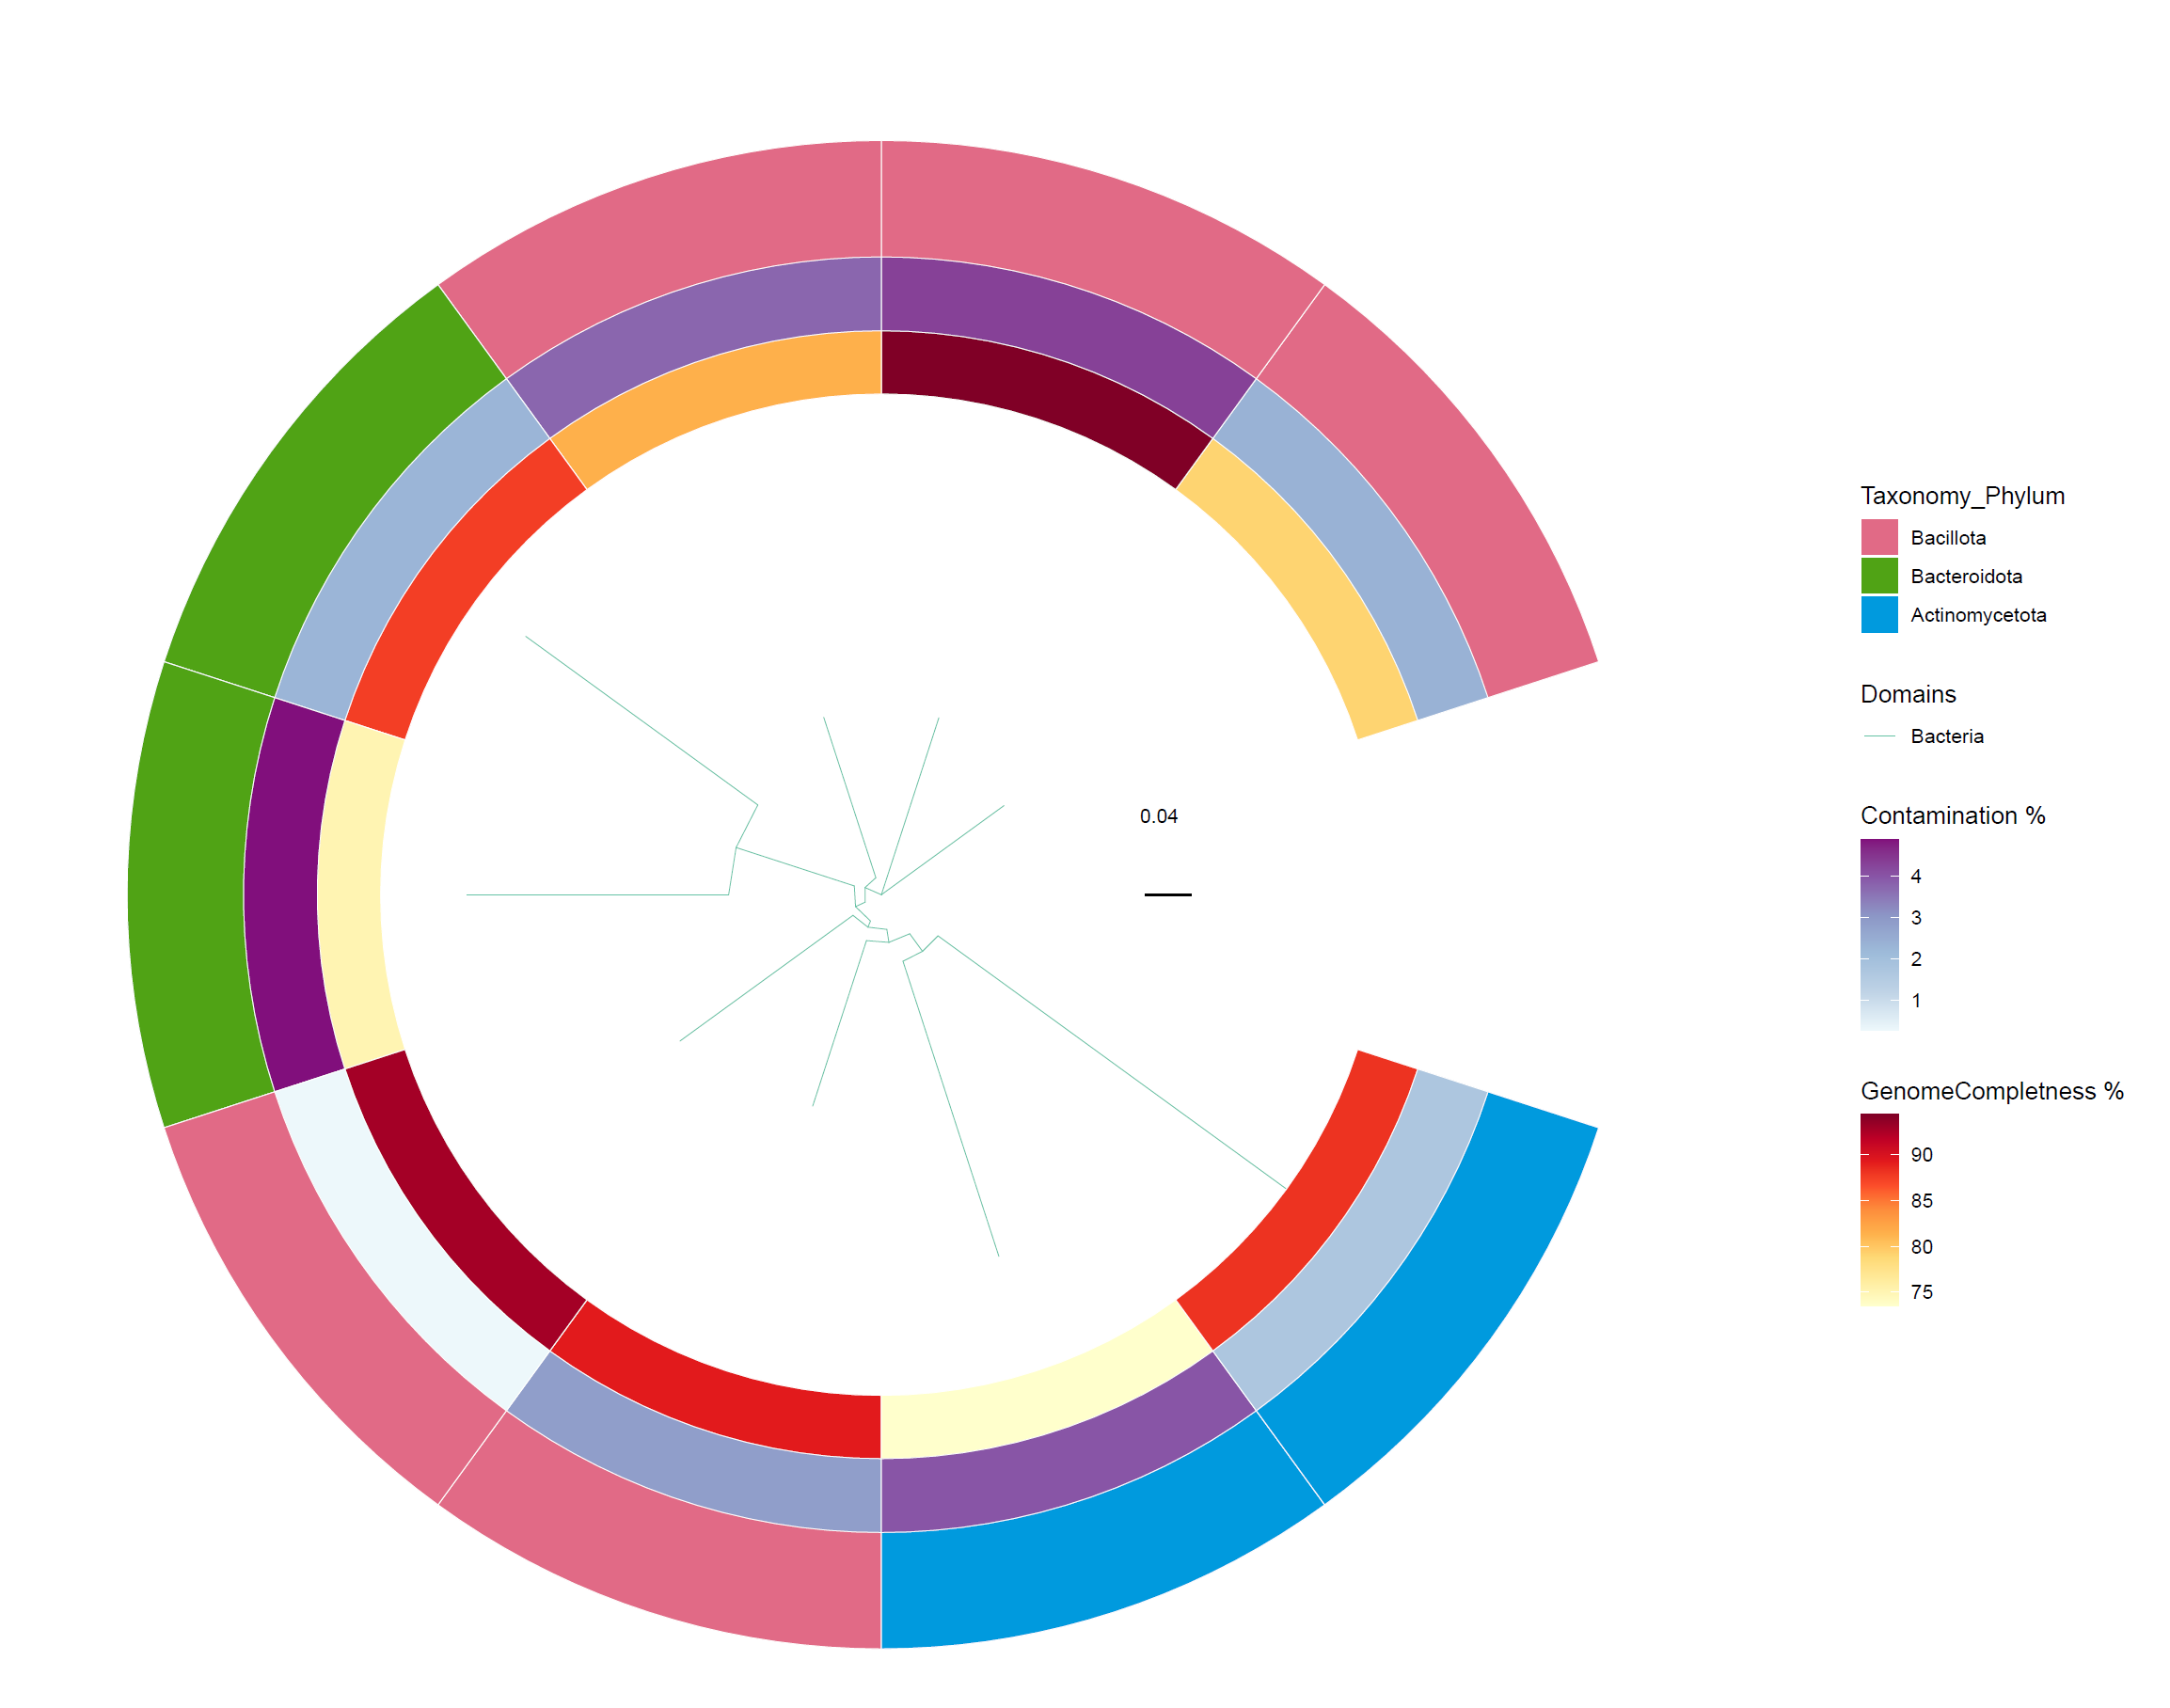 0.04
Taxonomy_Phylum
Bacillota
Bacteroidota
Actinomycetota
Domains
Bacteria
Contamination %
4
3
2
1
GenomeCompletness %
90
85
80
75